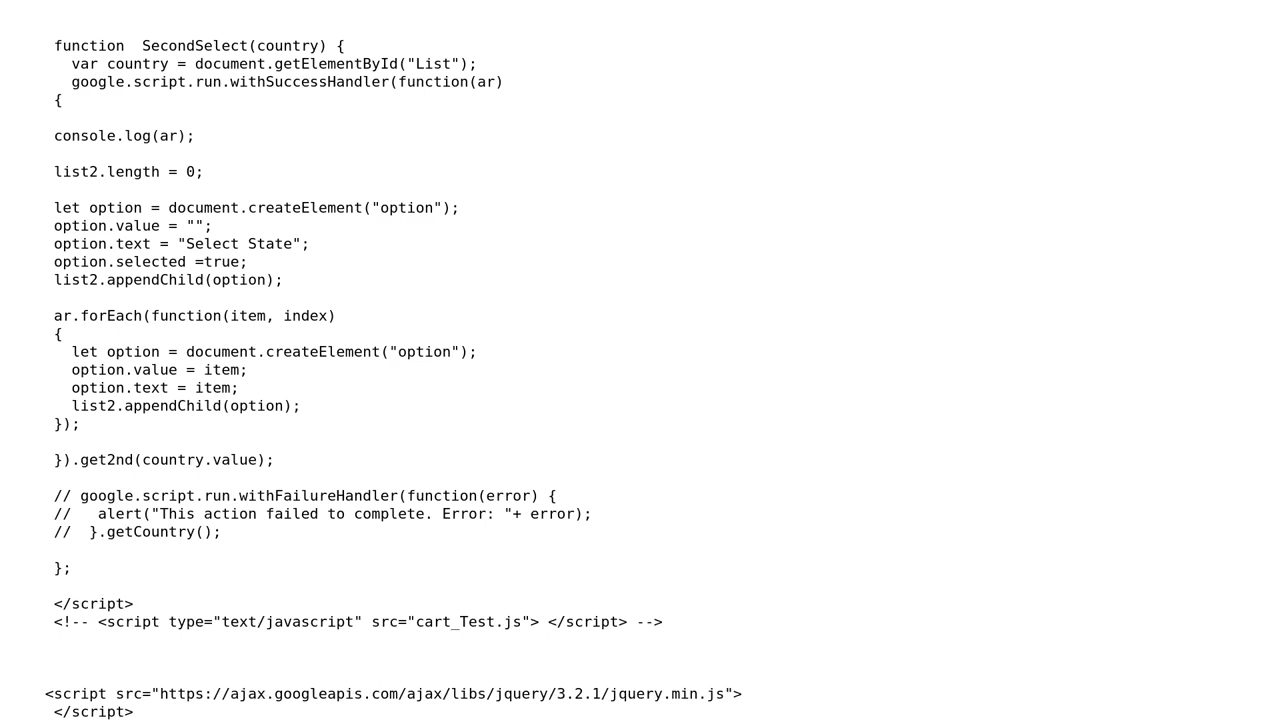 function  SecondSelect(country) {
  var country = document.getElementById("List");
  google.script.run.withSuccessHandler(function(ar)
{
console.log(ar);
list2.length = 0;
let option = document.createElement("option");
option.value = "";
option.text = "Select State";
option.selected =true;
list2.appendChild(option);
ar.forEach(function(item, index)
{
  let option = document.createElement("option");
  option.value = item;
  option.text = item;
  list2.appendChild(option);
});
}).get2nd(country.value);
// google.script.run.withFailureHandler(function(error) {
//   alert("This action failed to complete. Error: "+ error);
//  }.getCountry();
};
</script>
<!-- <script type="text/javascript" src="cart_Test.js"> </script> -->
<script src="https://ajax.googleapis.com/ajax/libs/jquery/3.2.1/jquery.min.js">
</script>